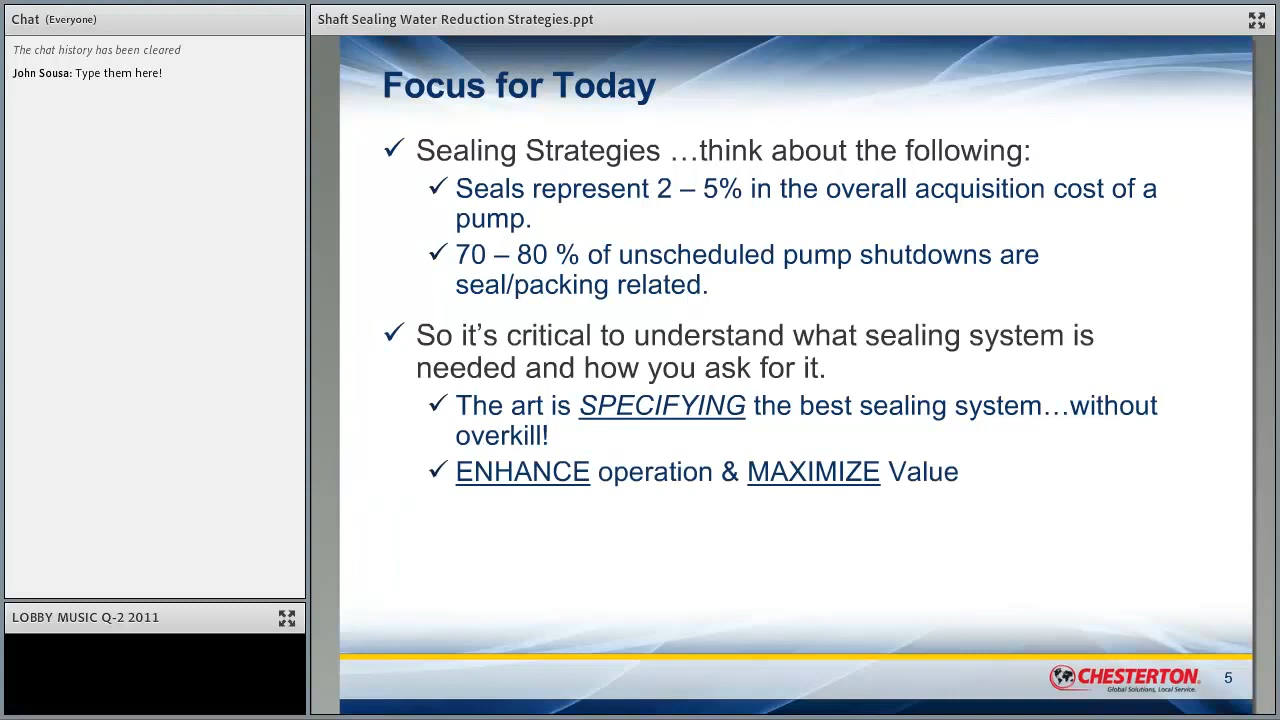 Chat (Everyone)
The chat history has been cleared
John Sousa: Type them here!
LOBBY MUSIC Q-2 2011
Shaft Sealing Water Reduction Strategies.ppt
Focus for Today
✓ Sealing Strategies …think about the following:
✓ Seals represent 2 – 5% in the overall acquisition cost of a
pump.
✓ 70 – 80 % of unscheduled pump shutdowns are
seal/packing related.
✓ So it’s critical to understand what sealing system is
needed and how you ask for it.
✓ The art is SPECIFYING the best sealing system…without
overkill!
✓ ENHANCE operation & MAXIMIZE Value
CHESTERTON
Global Solutions, Local Service.
5